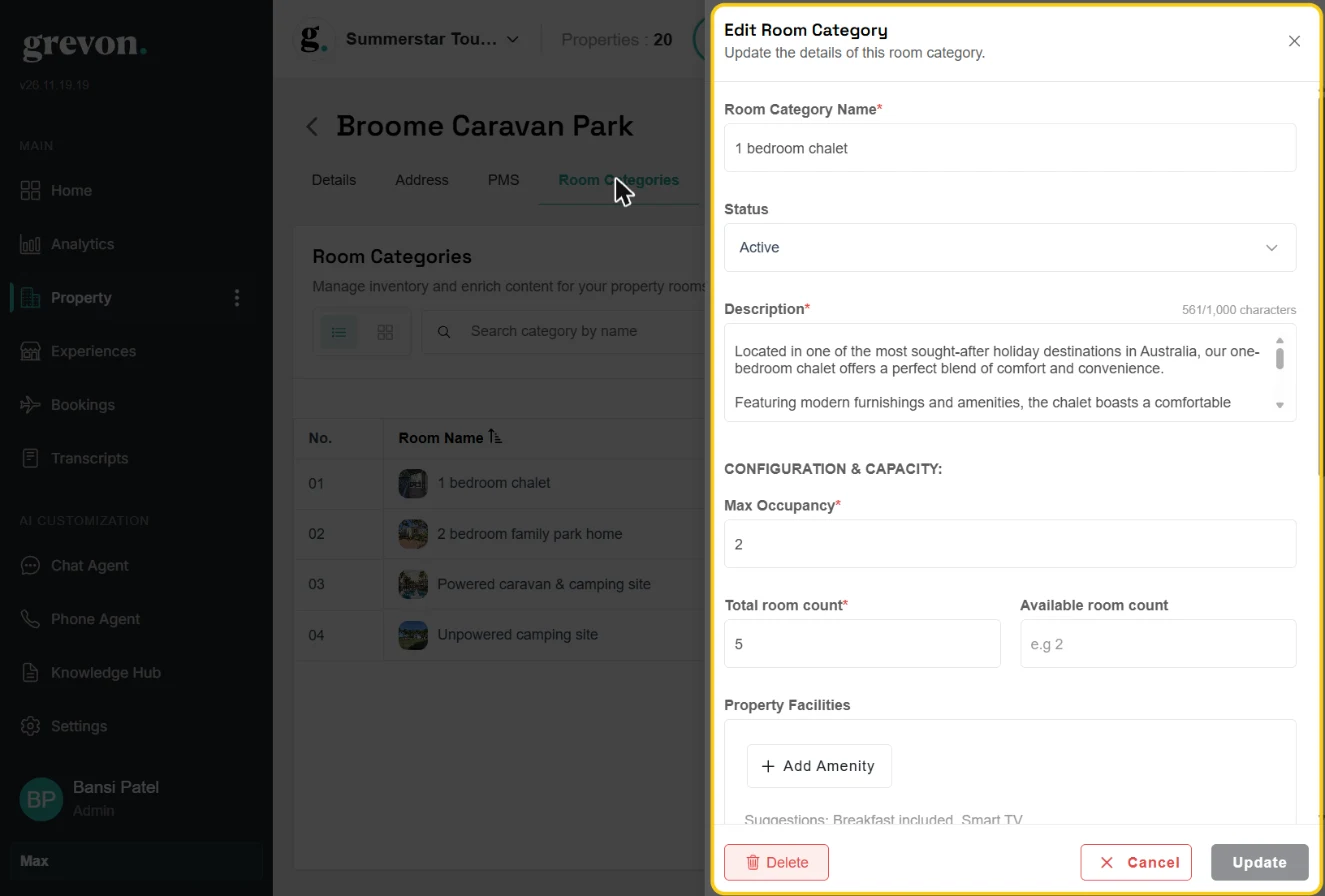 grevon.
v26.11.19.19
MAIN
Home
Analytics
Property
Experiences
Bookings
Transcripts
AI CUSTOMIZATION
Chat Agent
Phone Agent
Knowledge Hub
Settings
BP
Bansi Patel
Admin
Max
g.
Summerstar Tou...
Properties : 20
Broome Caravan Park
Details
Address
PMS
Room Categories
Room Categories
Manage inventory and enrich content for your property rooms
Search category by name
No.
Room Name
01
1 bedroom chalet
02
2 bedroom family park home
03
Powered caravan & camping site
04
Unpowered camping site
Edit Room Category
Update the details of this room category.
Room Category Name*
1 bedroom chalet
Status
Active
Description*
561/1,000 characters
Located in one of the most sought-after holiday destinations in Australia, our one-
bedroom chalet offers a perfect blend of comfort and convenience.
Featuring modern furnishings and amenities, the chalet boasts a comfortable
CONFIGURATION & CAPACITY:
Max Occupancy*
2
Total room count*
5
Available room count
e.g 2
Property Facilities
+ Add Amenity
Suggestions: Breakfast included, Smart TV
Delete
Cancel
Update